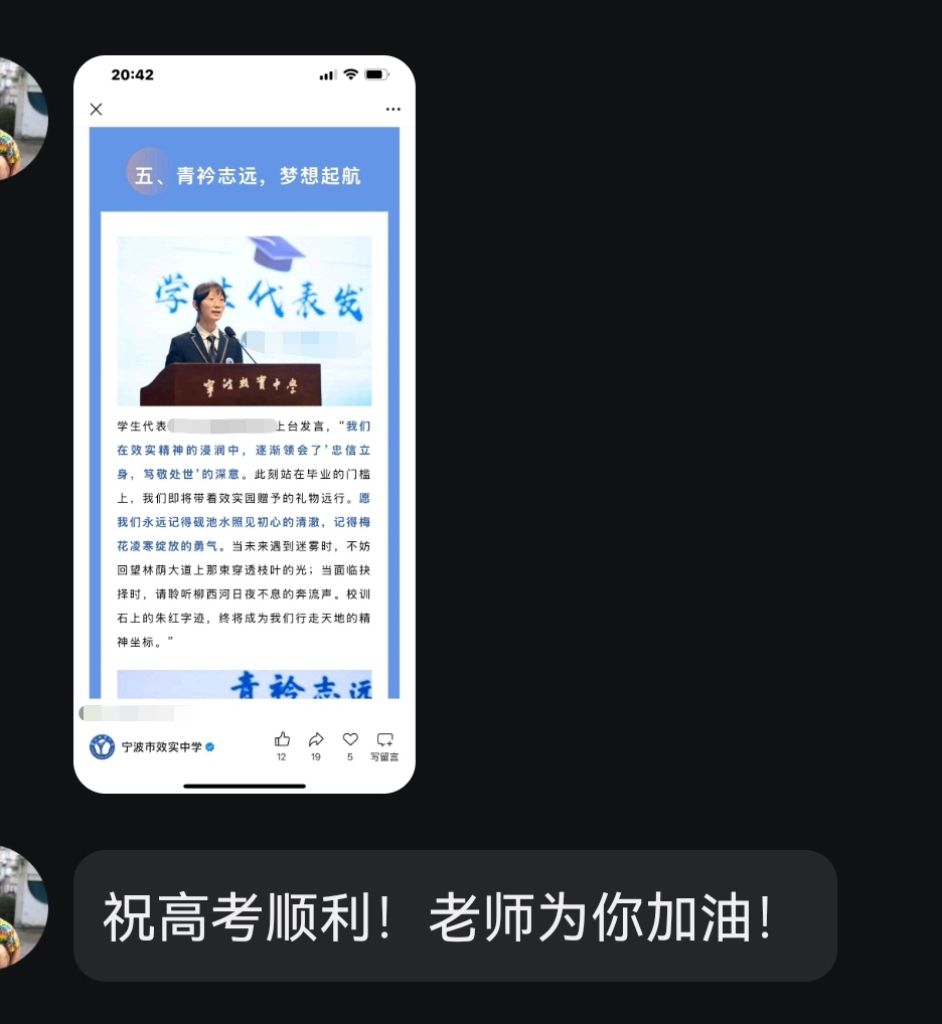 20:42
五、青衿志远，梦想起航
学生代表发
宁波效实中学
学生代表
上台发言，“我们
在效实精神的浸润中，逐渐领会了‘忠信立
身，笃敬处世’的深意。此刻站在毕业的门槛
上，我们即将带着效实园赠予的礼物远行。愿
我们永远记得砚池水照见初心的清澈，记得梅
花凌寒绽放的勇气。当未来遇到迷雾时，不妨
回望林荫大道上那束穿透枝叶的光；当面临抉
择时，请聆听柳西河日夜不息的奔流声。校训
石上的朱红字迹，终将成为我们行走天地的精
神坐标。”
青衿志远
宁波市效实中学
12
19
5
写留言
祝高考顺利！老师为你加油！